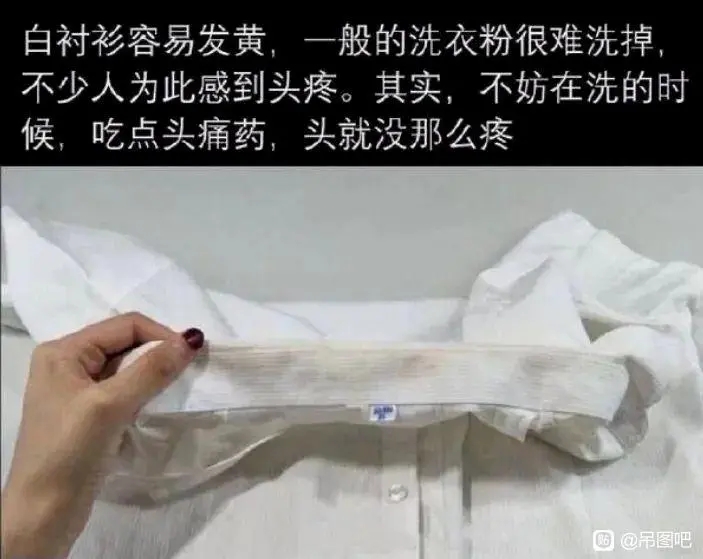 白衬衫容易发黄，一般的洗衣粉很难洗掉，
不少人为此感到头疼。其实，不妨在洗的时
候，吃点头痛药，头就没那么疼
贴 @吊图吧